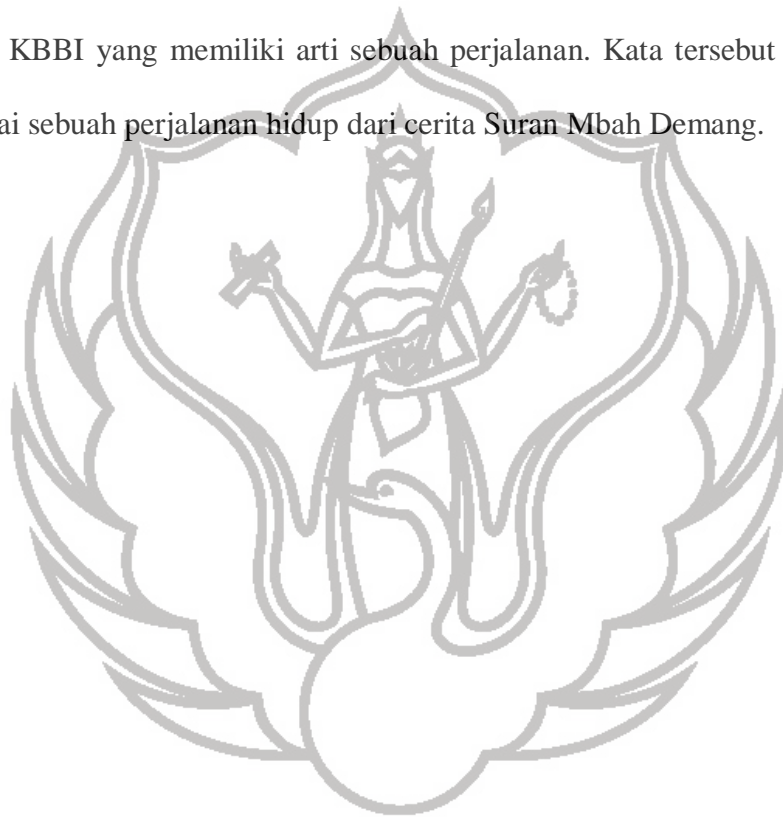 KBBI yang memiliki arti sebuah perjalanan. Kata tersebut
ai sebuah perjalanan hidup dari cerita Suran Mbah Demang.